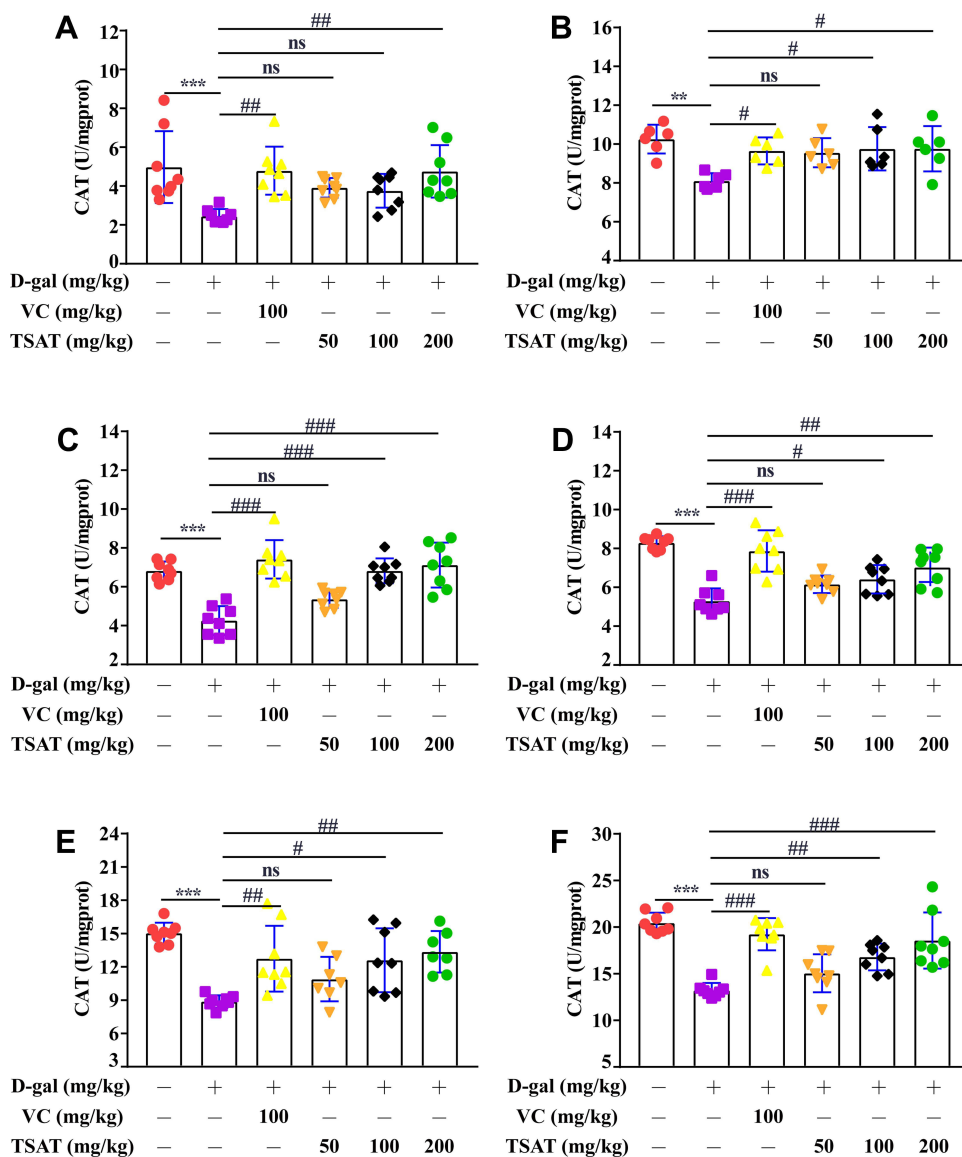 A
##
ns
ns
***
##
CAT (U/mgprot)
12
10
8
6
4
2
0
D-gal (mg/kg) – + + + + +
VC (mg/kg) – – 100 – – –
TSAT (mg/kg) – – – 50 100 200
B
#
#
ns
**
#
CAT (U/mgprot)
16
14
12
10
8
6
4
D-gal (mg/kg) – + + + + +
VC (mg/kg) – – 100 – – –
TSAT (mg/kg) – – – 50 100 200
C
###
###
ns
###
***
CAT (U/mgprot)
14
12
10
8
6
4
2
D-gal (mg/kg) – + + + + +
VC (mg/kg) – – 100 – – –
TSAT (mg/kg) – – – 50 100 200
D
##
#
ns
###
***
CAT (U/mgprot)
14
12
10
8
6
4
2
D-gal (mg/kg) – + + + + +
VC (mg/kg) – – 100 – – –
TSAT (mg/kg) – – – 50 100 200
E
##
#
ns
***
##
CAT (U/mgprot)
24
21
18
15
12
9
6
3
D-gal (mg/kg) – + + + + +
VC (mg/kg) – – 100 – – –
TSAT (mg/kg) – – – 50 100 200
F
###
##
ns
***
###
CAT (U/mgprot)
30
25
20
15
10
5
D-gal (mg/kg) – + + + + +
VC (mg/kg) – – 100 – – –
TSAT (mg/kg) – – – 50 100 200